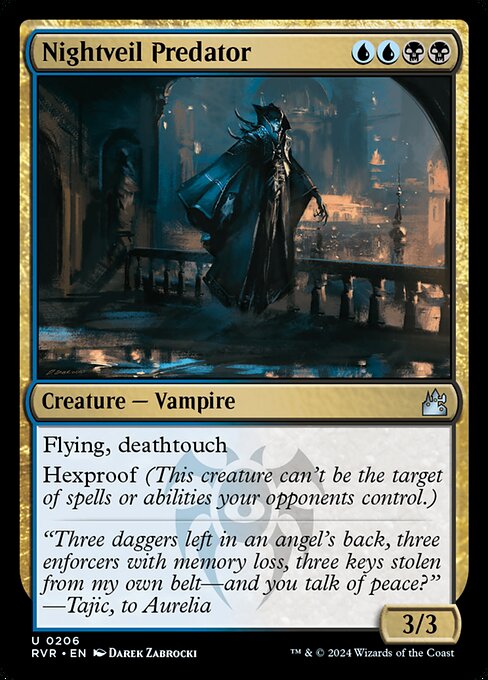 Nightveil Predator
Creature — Vampire
Flying, deathtouch
Hexproof (This creature can't be the target
of spells or abilities your opponents control.)
“Three daggers left in an angel's back, three
enforcers with memory loss, three keys stolen
from my own belt—and you talk of peace?”
—Tajic, to Aurelia
3/3
U 0206
RVR • EN DAREK ZABROCKI
™ & © 2024 Wizards of the Coast